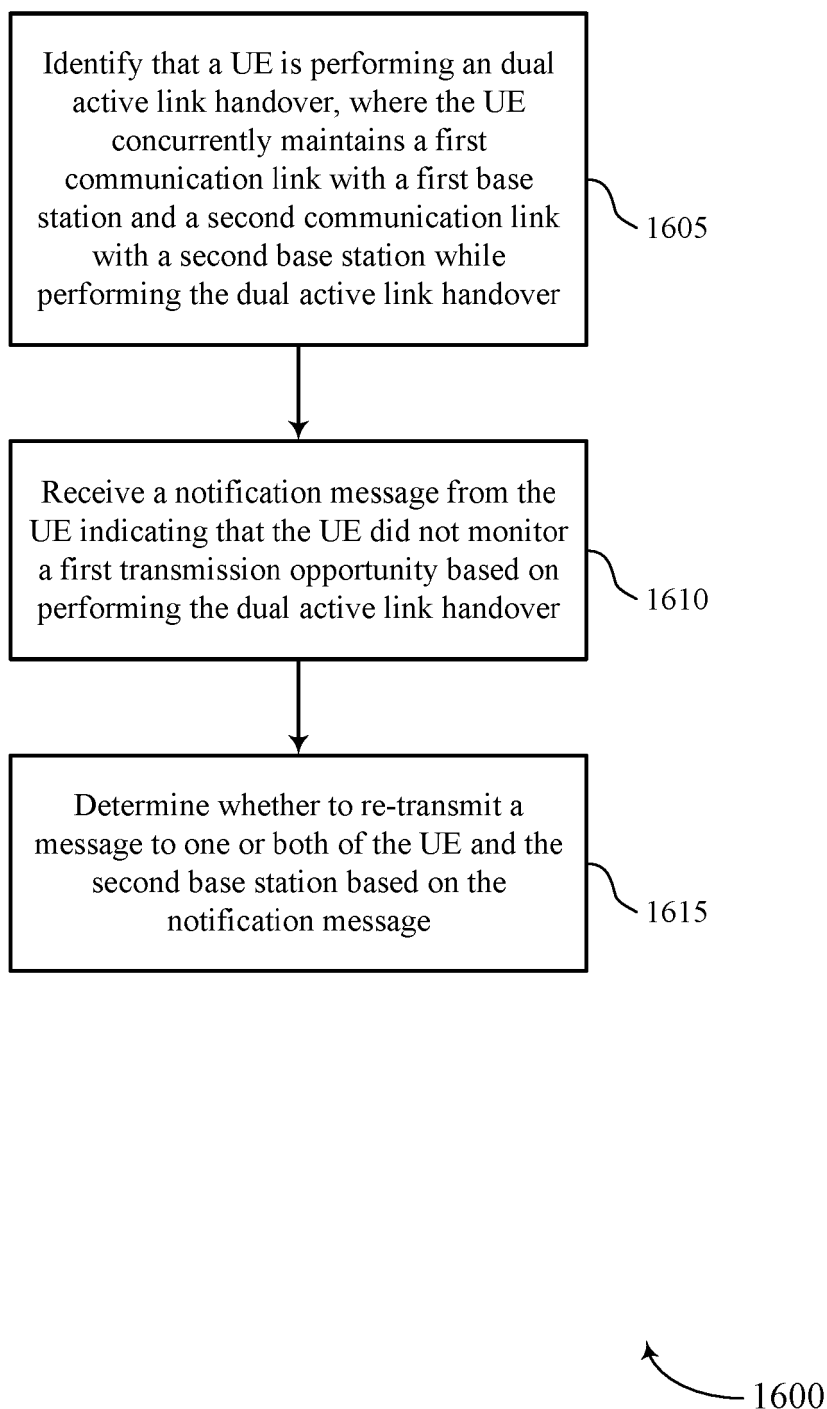 Identify that a UE is performing an dual
active link handover, where the UE
concurrently maintains a first
communication link with a first base
station and a second communication link
with a second base station while
performing the dual active link handover
1605
Receive a notification message from the
UE indicating that the UE did not monitor
a first transmission opportunity based on
performing the dual active link handover
1610
Determine whether to re-transmit a
message to one or both of the UE and the
second base station based on the
notification message
1615
1600